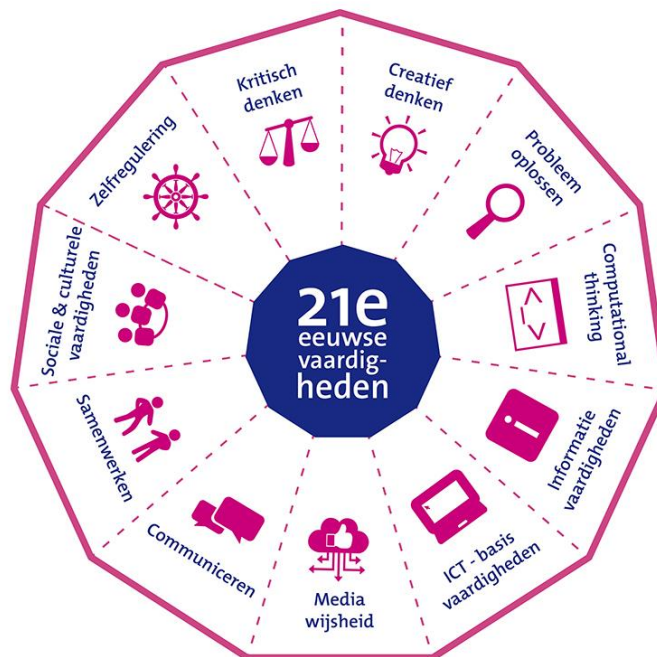 21e
eeuwse
vaardig-
heden
Kritisch
denken
Creatief
denken
Probleem
oplossen
Computational
thinking
Informatie
vaardigheden
ICT - basis
vaardigheden
Media
wijsheid
Communiceren
Samenwerken
Sociale & culturele
vaardigheden
Zelfregulering